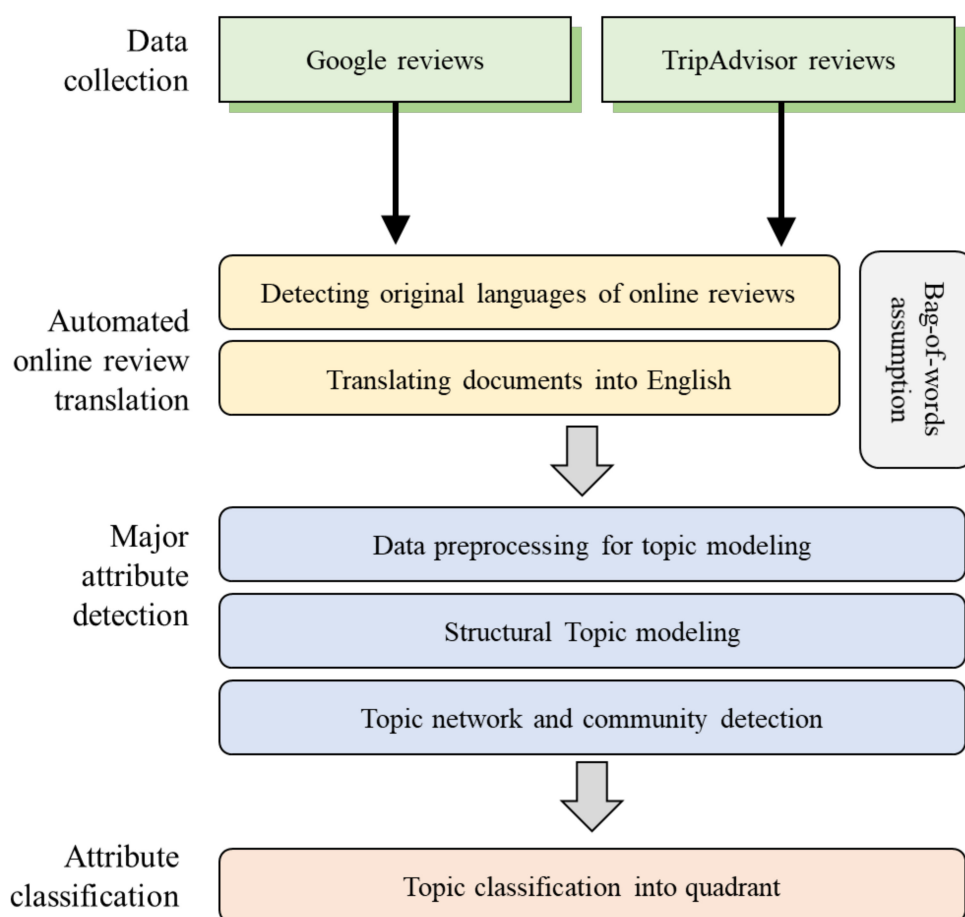 Data
collection
Google reviews
TripAdvisor reviews
Automated
online review
translation
Detecting original languages of online reviews
Translating documents into English
Bag-of-words
assumption
Major
attribute
detection
Data preprocessing for topic modeling
Structural Topic modeling
Topic network and community detection
Attribute
classification
Topic classification into quadrant